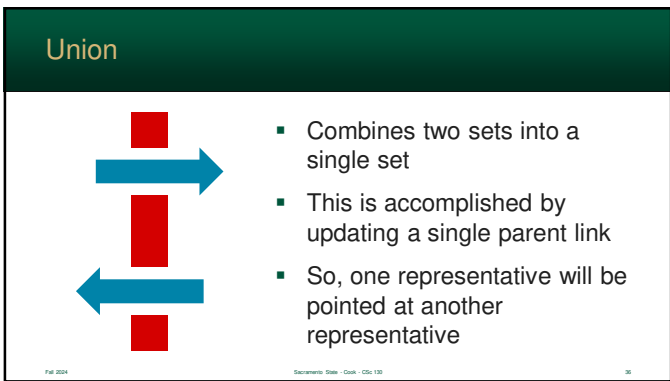 Union
▪ Combines two sets into a
single set
▪ This is accomplished by
updating a single parent link
▪ So, one representative will be
pointed at another
representative
Fall 2024
Sacramento State - Cook - CSc 130
36